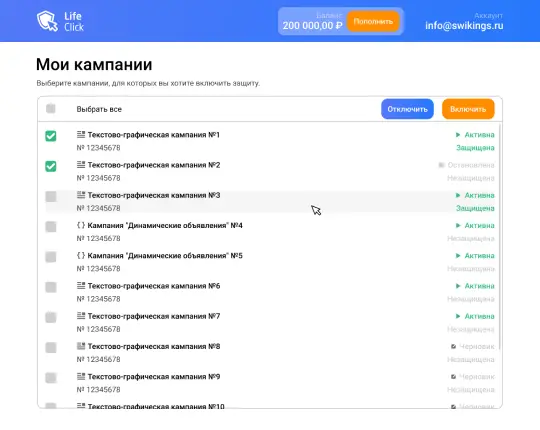 Life
Click
Баланс
200 000,00 ₽
Пополнить
Аккаунт
info@swikings.ru
Мои кампании
Выберите кампании, для которых вы хотите включить защиту.
Выбрать все
Отключить
Включить
Текстово-графическая кампания №1
Активна
№ 12345678
Защищена
Текстово-графическая кампания №2
Остановлена
№ 12345678
Незащищена
Текстово-графическая кампания №3
Активна
№ 12345678
Защищена
Кампания "Динамические объявления" №4
Активна
№ 12345678
Незащищена
Кампания "Динамические объявления" №5
Активна
№ 12345678
Незащищена
Текстово-графическая кампания №6
Активна
№ 12345678
Незащищена
Текстово-графическая кампания №7
Активна
№ 12345678
Незащищена
Текстово-графическая кампания №8
Черновик
№ 12345678
Незащищена
Текстово-графическая кампания №9
Черновик
№ 12345678
Незащищена
Текстово-графическая кампания №10
Черновик